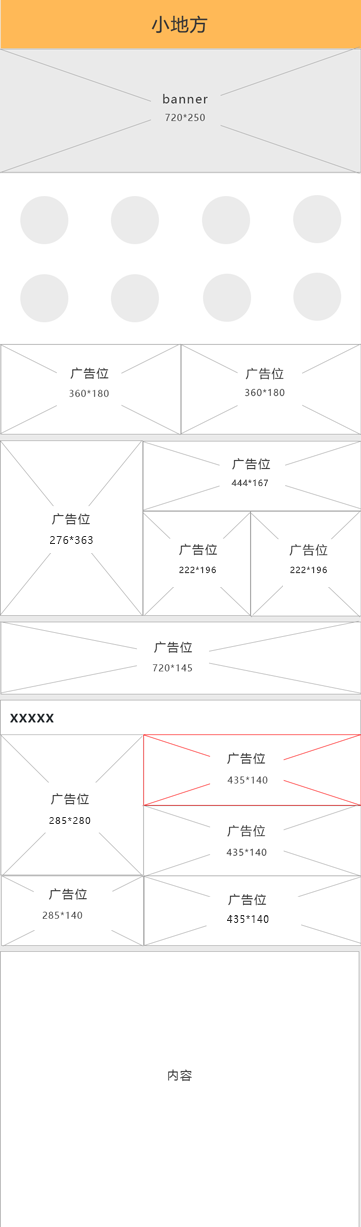 小地方
banner
720*250
广告位
360*180
广告位
360*180
广告位
276*363
广告位
444*167
广告位
222*196
广告位
222*196
广告位
720*145
XXXXX
广告位
285*280
广告位
435*140
广告位
435*140
广告位
285*140
广告位
435*140
内容